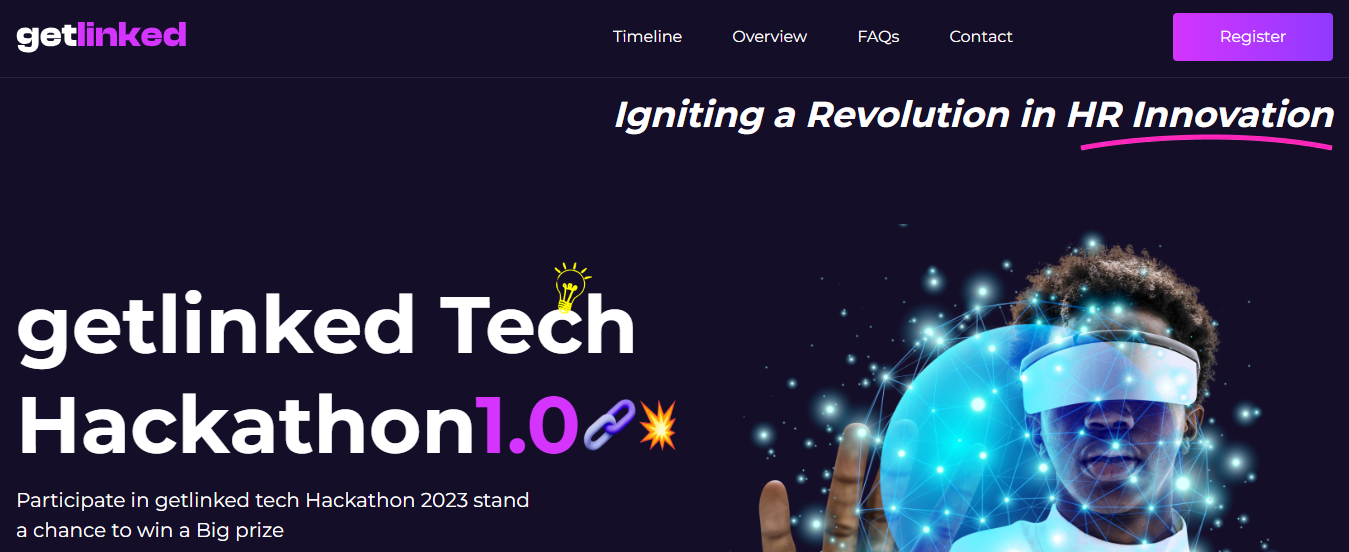 getlinked
Timeline
Overview
FAQs
Contact
Register
Igniting a Revolution in HR Innovation
getlinked Tech
Hackathon1.0
Participate in getlinked tech Hackathon 2023 stand
a chance to win a Big prize